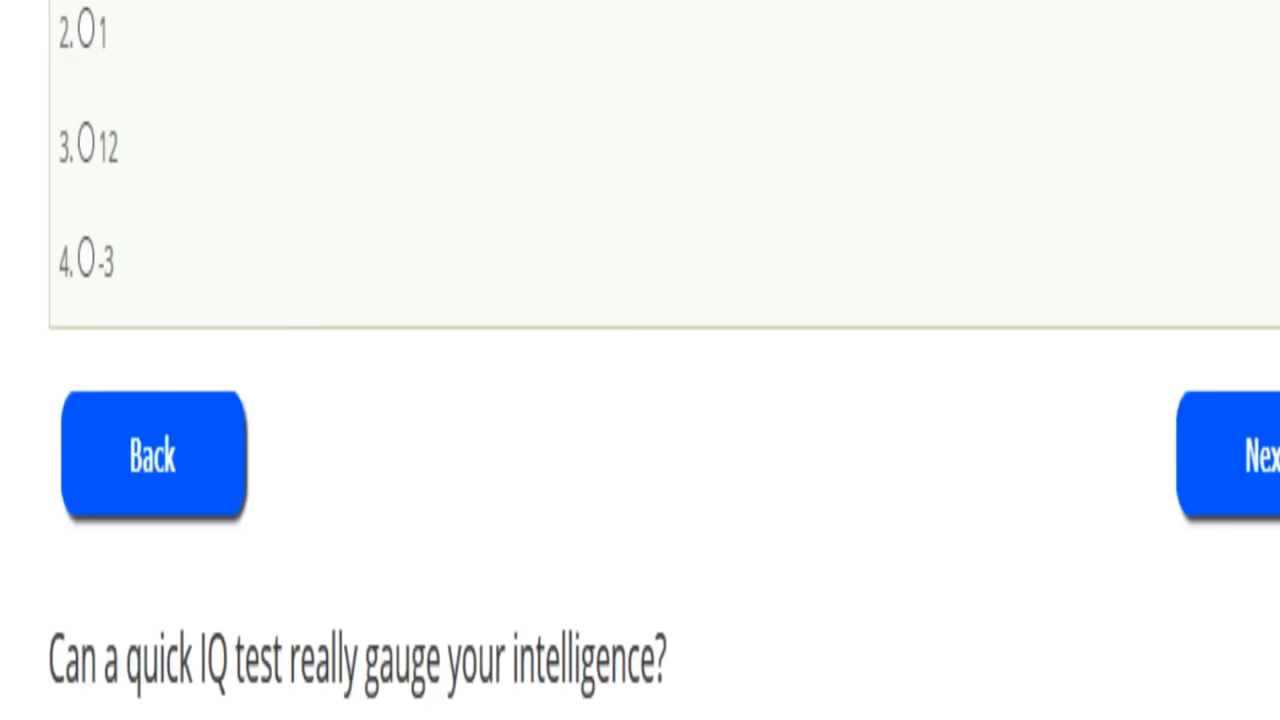 2. 1
3. 12
4. -3
Back
Nex
Can a quick IQ test really gauge your intelligence?